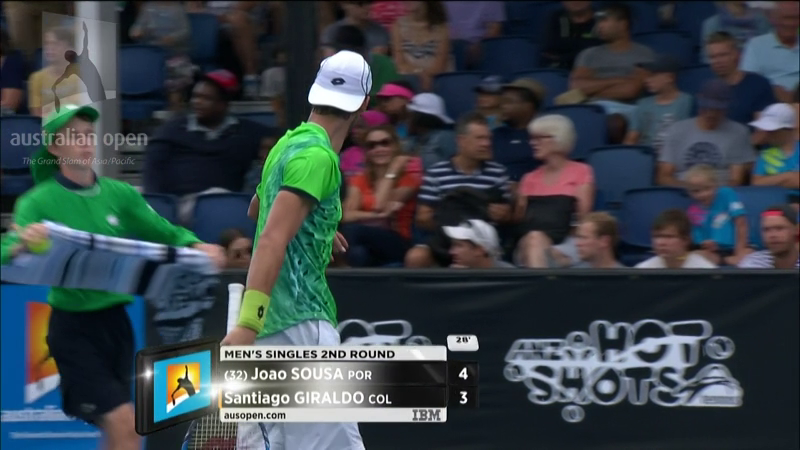 australian open
The Grand Slam of Asia/Pacific
28'
MEN'S SINGLES 2ND ROUND
(32) Joao SOUSA POR 4
Santiago GIRALDO COL 3
ausopen.com IBM
ANZ HOT SHOTS